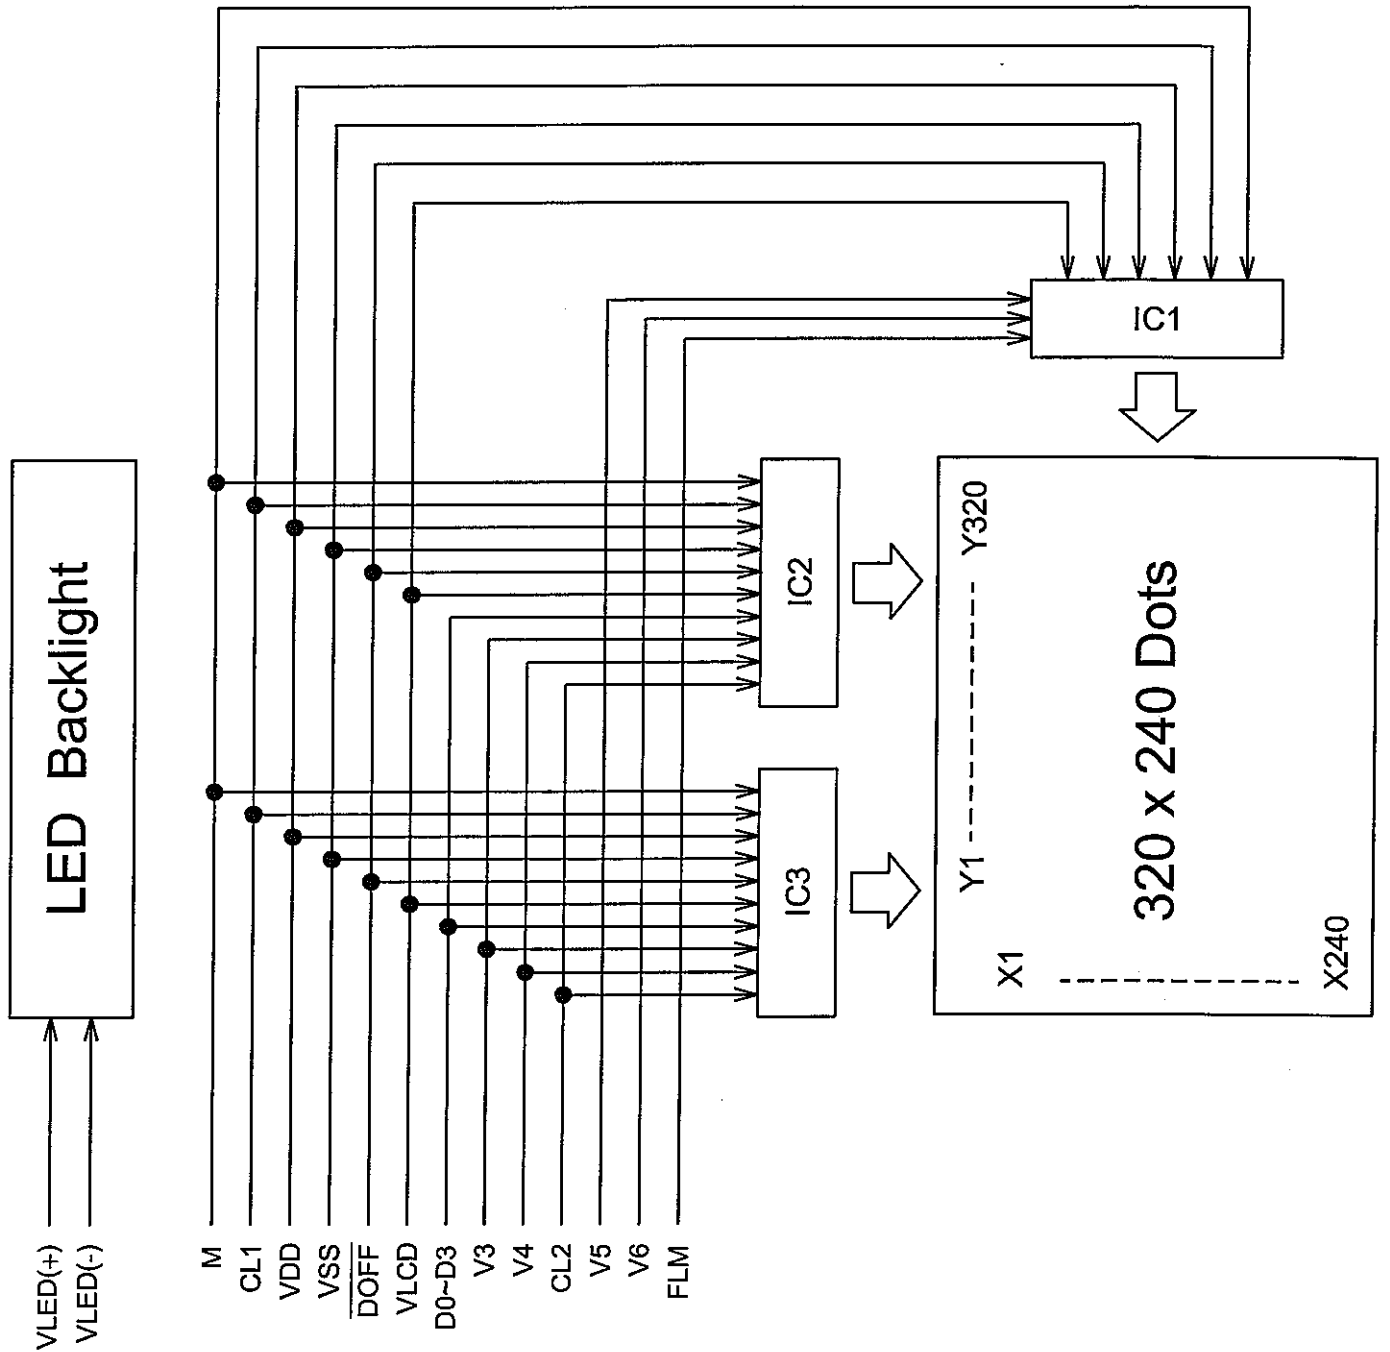 VLED(+)
VLED(-)
LED Backlight
M
CL1
VDD
VSS
DOFF
VLCD
D0~D3
V3
V4
CL2
V5
V6
FLM
IC3
IC2
IC1
Y1
Y320
X1
X240
320 x 240 Dots